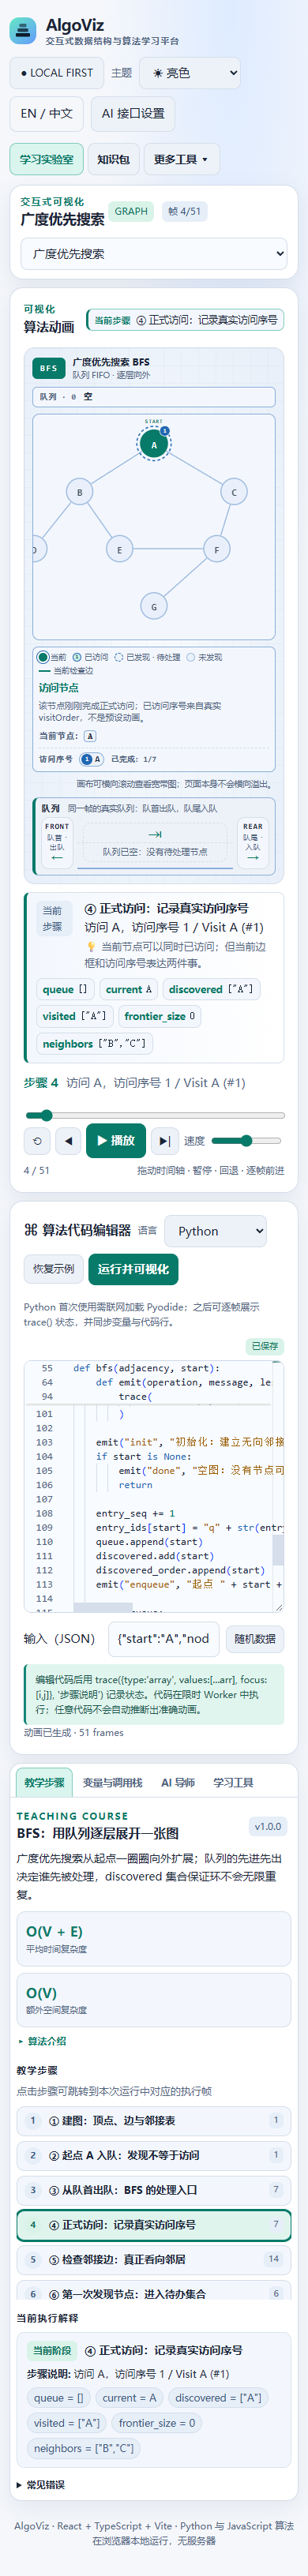 AlgoViz
交互式数据结构与算法学习平台
● LOCAL FIRST 主题 ☀ 亮色
EN / 中文 AI 接口设置
学习实验室 知识包 更多工具 ▼
交互式可视化
广度优先搜索 GRAPH 帧 4/51
广度优先搜索
可视化
算法动画 当前步骤 ④ 正式访问：记录真实访问序号
BFS 广度优先搜索 BFS
队列 FIFO · 逐层向外
队列 · 0 空
START
1
A
B
C
D
E
F
G
当前 1 已访问 已发现 · 待处理 未发现
当前检查边
访问节点
该节点刚刚完成正式访问；已访问序号来自真实
visitOrder，不是预设动画。
当前节点： A
访问序号 1 A 已完成：1/7
画布可横向滚动查看宽带图；页面本身不会横向溢出。
队列 同一帧的真实队列：队首出队，队尾入队
FRONT
队首 ·
出队
←
队列已空：没有待处理节点
REAR
队尾 ·
入队
→
当前
步骤
④ 正式访问：记录真实访问序号
访问 A，访问序号 1 / Visit A (#1)
💡 当前节点可以同时已访问；但当前边
框和访问序号表达两件事。
queue [] current A discovered ["A"]
visited ["A"] frontier_size 0
neighbors ["B","C"]
步骤 4 访问 A，访问序号 1 / Visit A (#1)
⟲ ◀ ▶ 播放 ▶| 速度
4 / 51 拖动时间轴 · 暂停 · 回退 · 逐帧前进
⌘ 算法代码编辑器 语言 Python
恢复示例 运行并可视化
Python 首次使用需联网加载 Pyodide；之后可逐帧展示
trace() 状态，并同步变量与代码行。
已保存
55 def bfs(adjacency, start):
64 def emit(operation, message, le
94 trace(
101 )
102
103 emit("init", "初始化：建立无向邻接
104 if start is None:
105 emit("done", "空图：没有节点可
106 return
107
108 entry_seq += 1
109 entry_ids[start] = "q" + str(entry
110 queue.append(start)
111 discovered.add(start)
112 discovered_order.append(start)
113 emit("enqueue", "起点 " + start +
114
输入（JSON） {"start":"A","nod 随机数据
编辑代码后用 trace({type:'array', values:[...arr], focus:
[i,j]}, '步骤说明') 记录状态。代码在限时 Worker 中执
行；任意代码不会自动推断出准确动画。
动画已生成 · 51 frames
教学步骤 变量与调用栈 AI 导师 学习工具
TEACHING COURSE
BFS：用队列逐层展开一张图 v1.0.0
广度优先搜索从起点一圈圈向外扩展；队列的先进先出
决定谁先被处理，discovered 集合保证环不会无限重
复。
O(V + E)
平均时间复杂度
O(V)
额外空间复杂度
▸ 算法介绍
教学步骤
点击步骤可跳转到本次运行中对应的执行帧
1 ① 建图：顶点、边与邻接表 1
2 ② 起点 A 入队：发现不等于访问 1
3 ③ 从队首出队：BFS 的处理入口 7
4 ④ 正式访问：记录真实访问序号 7
5 ⑤ 检查邻接边：真正看向邻居 14
6 ⑥ 第一次发现节点：进入待办集合 6
当前执行解释
当前阶段 ④ 正式访问：记录真实访问序号
步骤说明: 访问 A，访问序号 1 / Visit A (#1)
queue = [] current = A discovered = ["A"]
visited = ["A"] frontier_size = 0
neighbors = ["B","C"]
▶ 常见错误
AlgoViz · React + TypeScript + Vite · Python 与 JavaScript 算法
在浏览器本地运行，无服务器